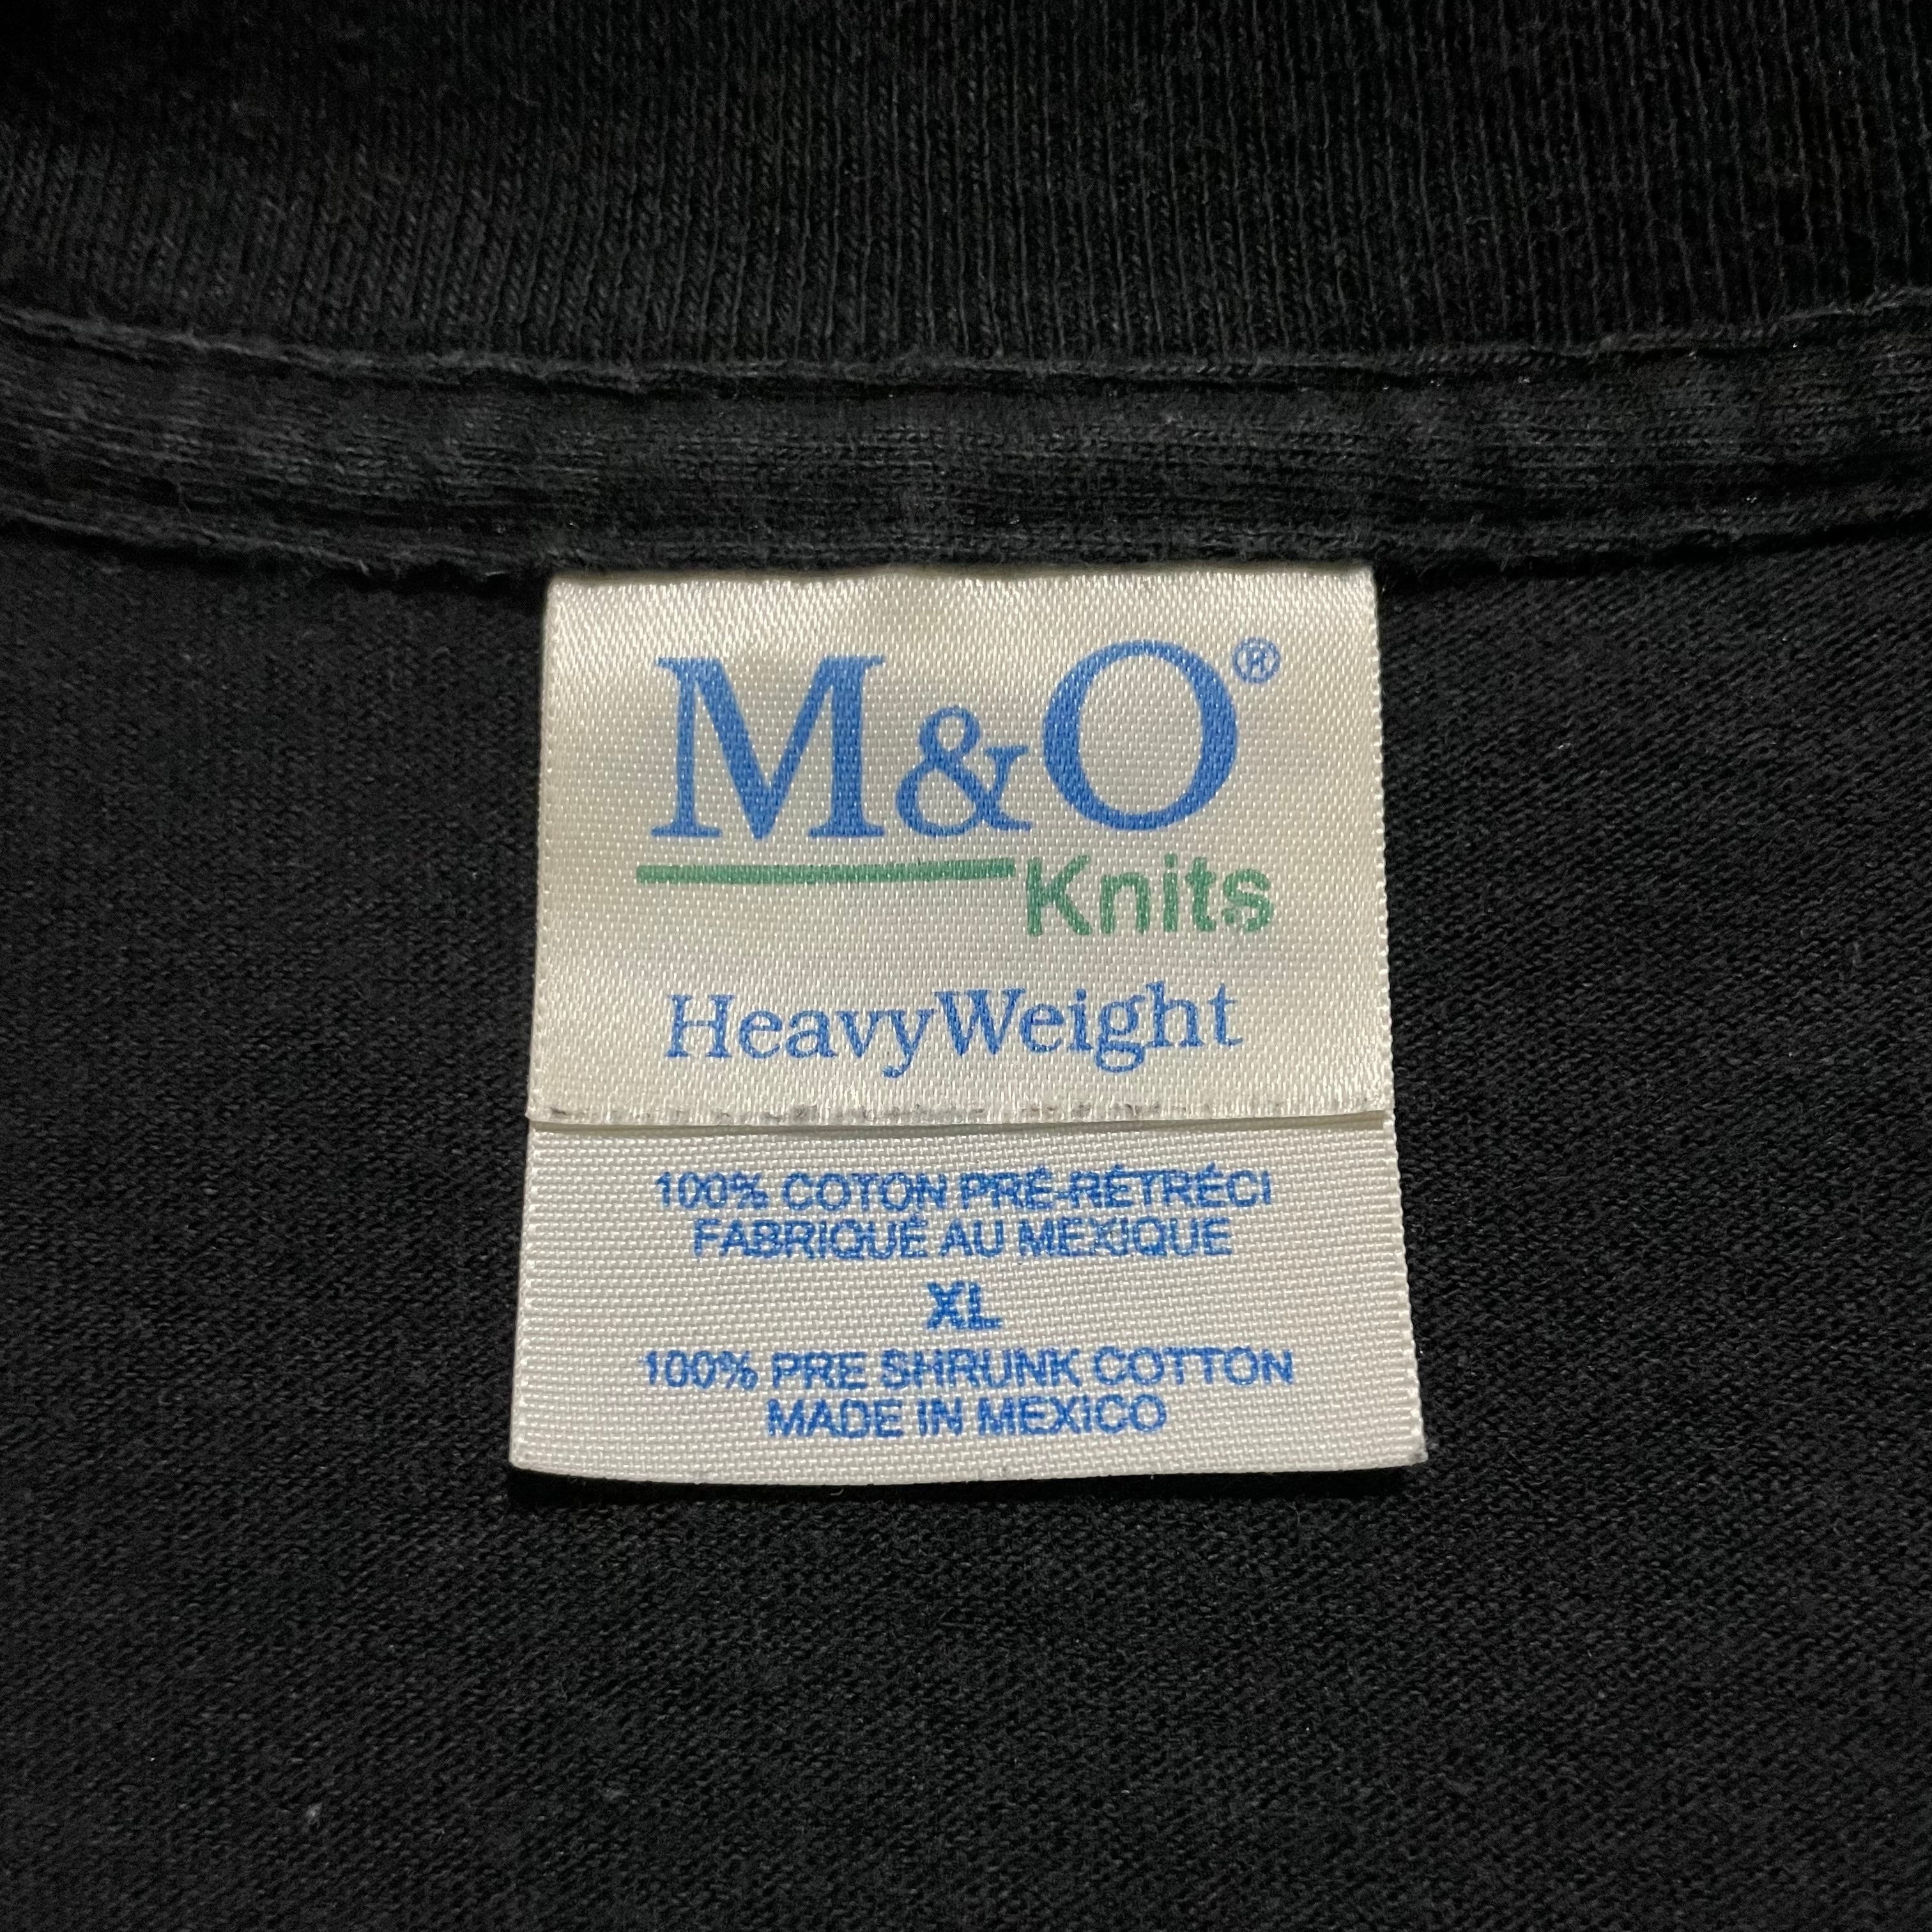 M&O®
Knits
HeavyWeight
100% COTON PRÉ-RÉTRÉCI
FABRIQUÉ AU MEXIQUE
XL
100% PRE SHRUNK COTTON
MADE IN MEXICO